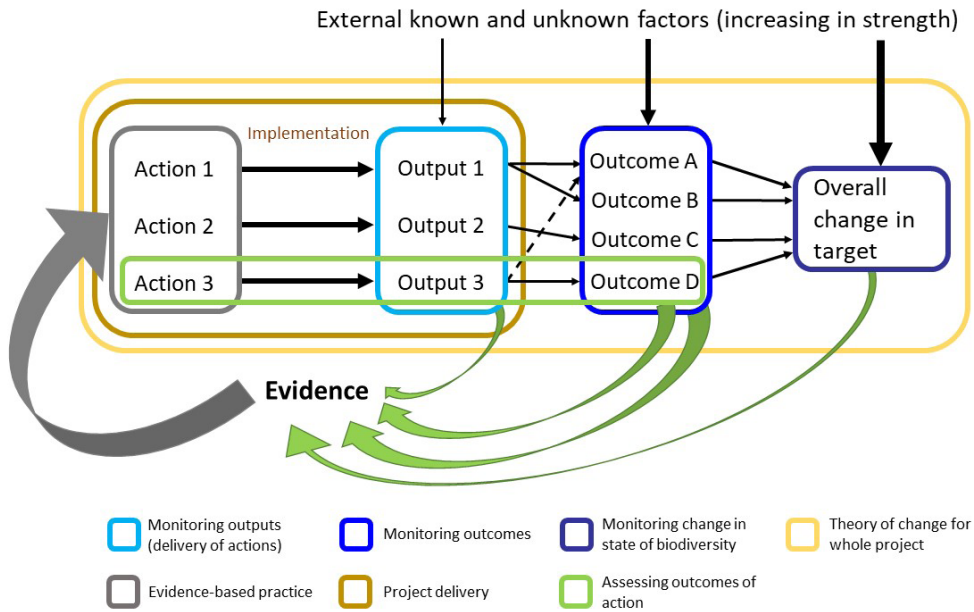 External known and unknown factors (increasing in strength)
Implementation
Action 1
Action 2
Action 3
Output 1
Output 2
Output 3
Outcome A
Outcome B
Outcome C
Outcome D
Overall
change in
target
Evidence
Monitoring outputs
(delivery of actions)
Monitoring outcomes
Monitoring change in
state of biodiversity
Theory of change for
whole project
Evidence-based practice
Project delivery
Assessing outcomes of
action